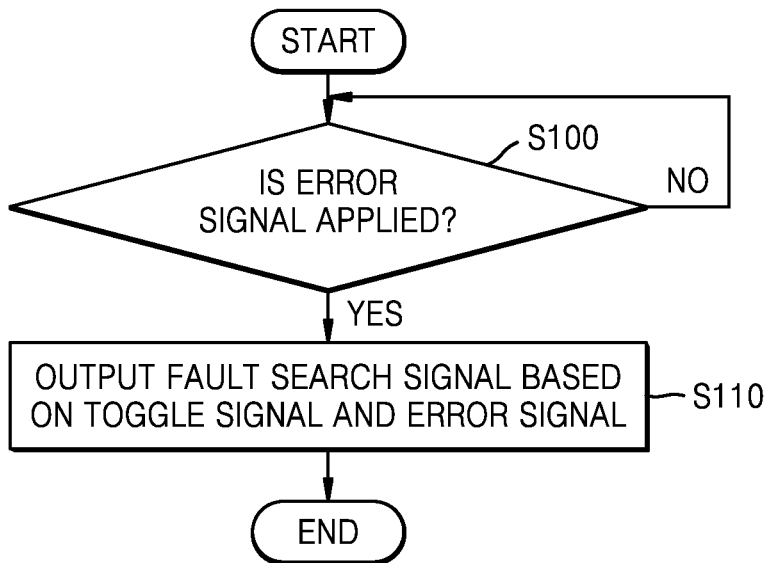 START
S100
IS ERROR
SIGNAL APPLIED?
NO
YES
OUTPUT FAULT SEARCH SIGNAL BASED
ON TOGGLE SIGNAL AND ERROR SIGNAL
S110
END